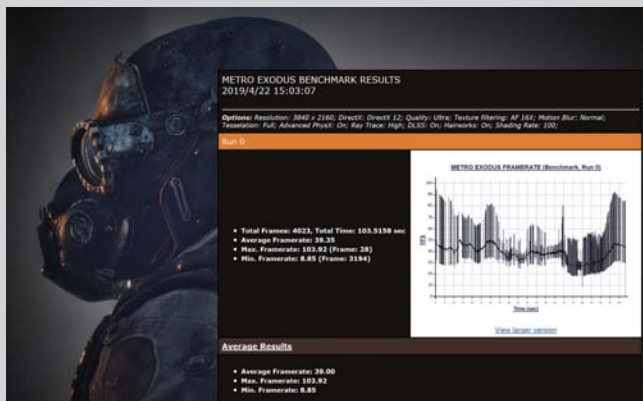 METRO EXODUS BENCHMARK RESULTS
2019/4/22 15:03:07
Options: Resolution: 3840 x 2160; DirectX: DirectX 12; Quality: Ultra; Texture filtering: AF 16X; Motion Blur: Normal;
Tesselation: Full; Advanced PhysX: On; Ray Trace: High; DLSS: On; Hairworks: On; Shading Rate: 100;
Run 0
• Total Frames: 4023, Total Time: 103.5158 sec
• Average Framerate: 39.35
• Max. Framerate: 103.92 (Frame: 28)
• Min. Framerate: 8.85 (Frame: 3194)
METRO EXODUS FRAMERATE (Benchmark, Run 0)
FPS
Time (sec)
View larger version
Average Results
• Average Framerate: 39.00
• Max. Framerate: 103.92
• Min. Framerate: 8.85